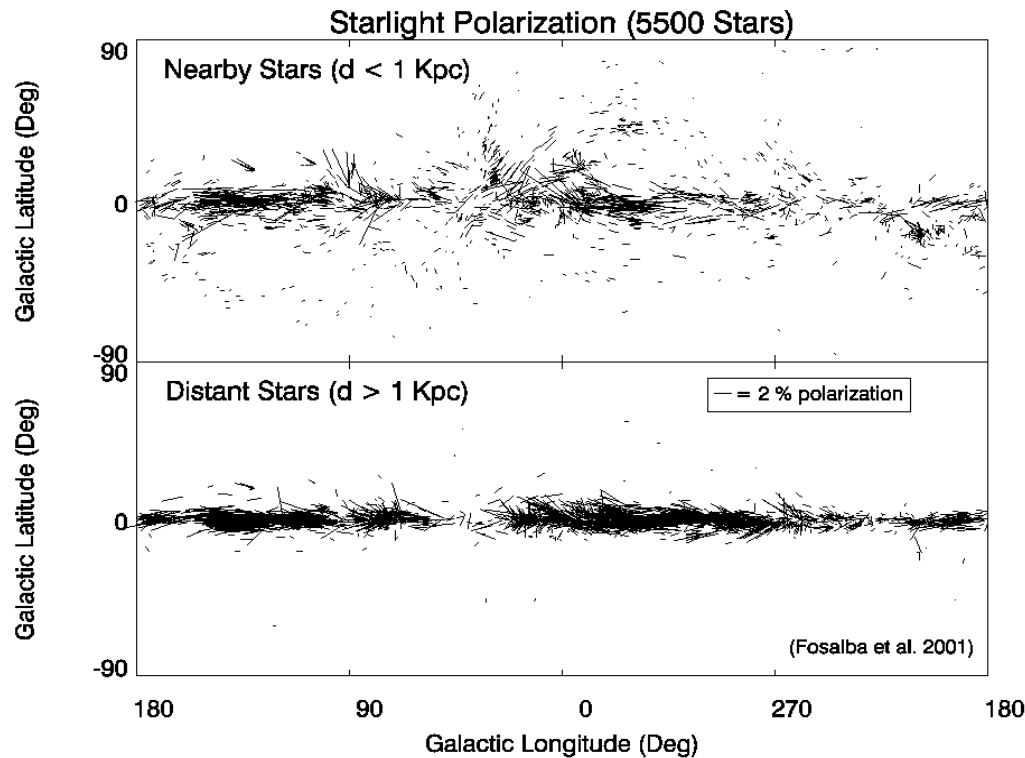 Starlight Polarization (5500 Stars)
90
Nearby Stars (d < 1 Kpc)
Galactic Latitude (Deg)
0
-90
90
Distant Stars (d > 1 Kpc)
— = 2 % polarization
Galactic Latitude (Deg)
0
(Fosalba et al. 2001)
-90
180 90 0 270 180
Galactic Longitude (Deg)